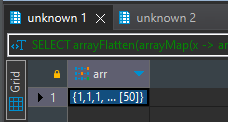 unknown 1 unknown 2
SELECT arrayFlatten(arrayMap(x -> ar
Grid
arr
1 {1,1,1, ... [50]}